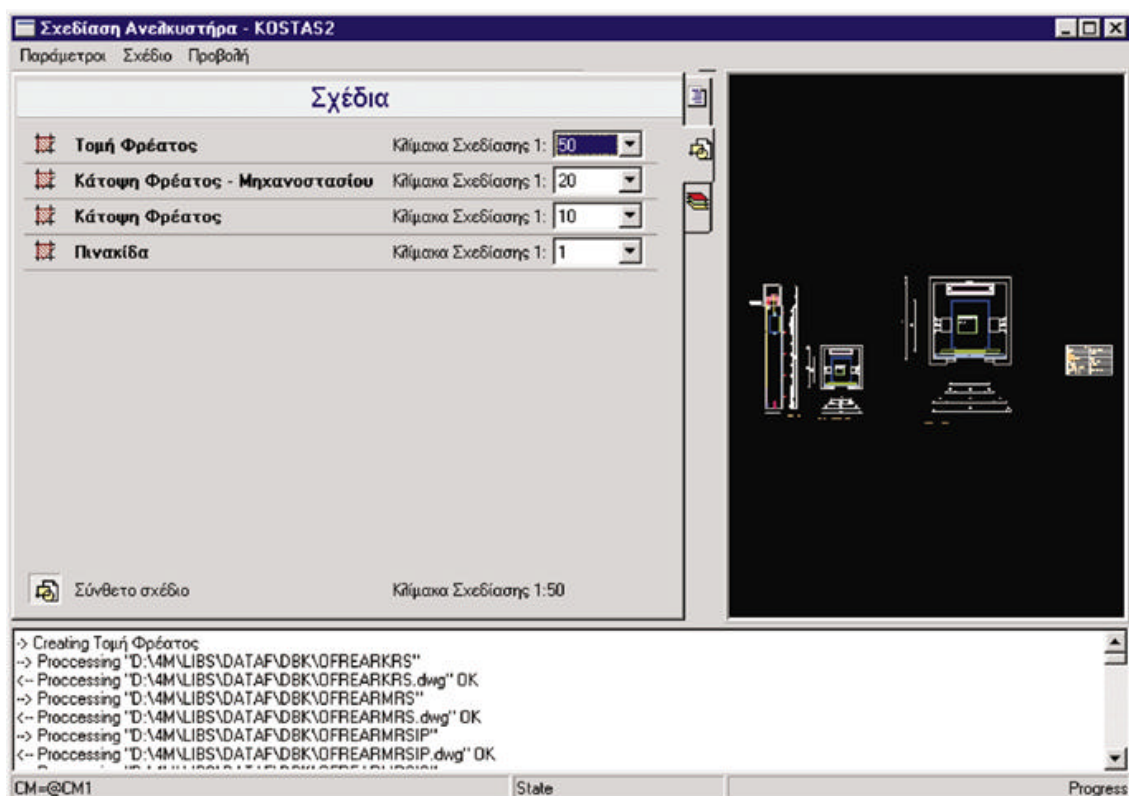 Σχεδίαση Ανελκυστήρα - KOSTAS2
Παράμετροι Σχέδιο Προβολή
Σχέδια
Τομή Φρέατος Κλίμακα Σχεδίασης 1: 50
Κάτοψη Φρέατος - Μηχανοστασίου Κλίμακα Σχεδίασης 1: 20
Κάτοψη Φρέατος Κλίμακα Σχεδίασης 1: 10
Πινακίδα Κλίμακα Σχεδίασης 1: 1
Σύνθετο σχέδιο Κλίμακα Σχεδίασης 1:50
-> Creating Τομή Φρέατος
--> Proccessing "D:\4M\LIBS\DATAF\DBK\OFREARKRS"
<-- Proccessing "D:\4M\LIBS\DATAF\DBK\OFREARKRS.dwg" OK
--> Proccessing "D:\4M\LIBS\DATAF\DBK\OFREARMRS"
<-- Proccessing "D:\4M\LIBS\DATAF\DBK\OFREARMRS.dwg" OK
--> Proccessing "D:\4M\LIBS\DATAF\DBK\OFREARMRSIP"
<-- Proccessing "D:\4M\LIBS\DATAF\DBK\OFREARMRSIP.dwg" OK
CM=@CM1 State Progress